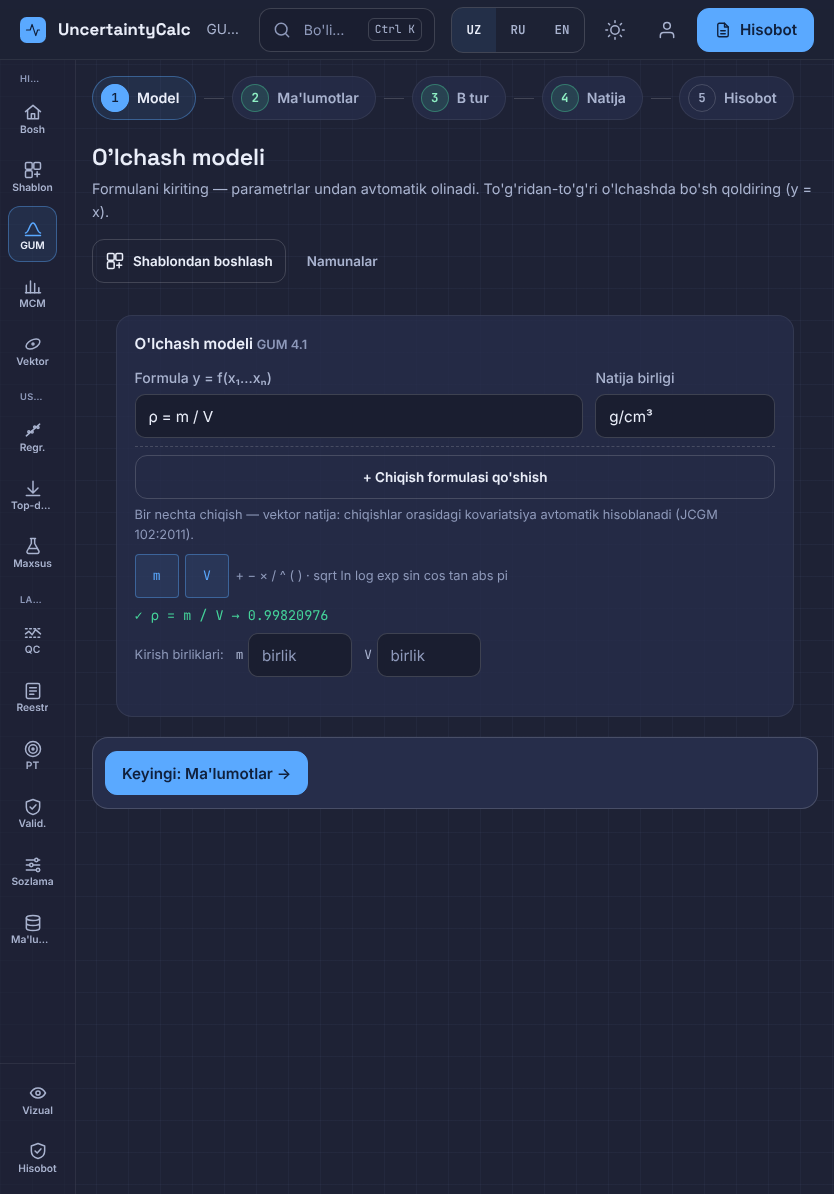 UncertaintyCalc
GU...
Bo'li...
Ctrl K
UZ
RU
EN
Hisobot
HI...
Bosh
Shablon
GUM
MCM
Vektor
US...
Regr.
Top-d...
Maxsus
LA...
QC
Reestr
PT
Valid.
Sozlama
Ma'lu...
Vizual
Hisobot
1 Model
2 Ma'lumotlar
3 B tur
4 Natija
5 Hisobot
Oʻlchash modeli
Formulani kiriting — parametrlar undan avtomatik olinadi. To'g'ridan-to'g'ri o'lchashda bo'sh qoldiring (y =
x).
Shablondan boshlash
Namunalar
O'lchash modeli GUM 4.1
Formula y = f(x₁…xₙ)
Natija birligi
ρ = m / V
g/cm³
+ Chiqish formulasi qo'shish
Bir nechta chiqish — vektor natija: chiqishlar orasidagi kovariatsiya avtomatik hisoblanadi (JCGM
102:2011).
m
V
+ − × / ^ ( ) · sqrt ln log exp sin cos tan abs pi
✓ ρ = m / V → 0.99820976
Kirish birliklari: m birlik V birlik
Keyingi: Ma'lumotlar →